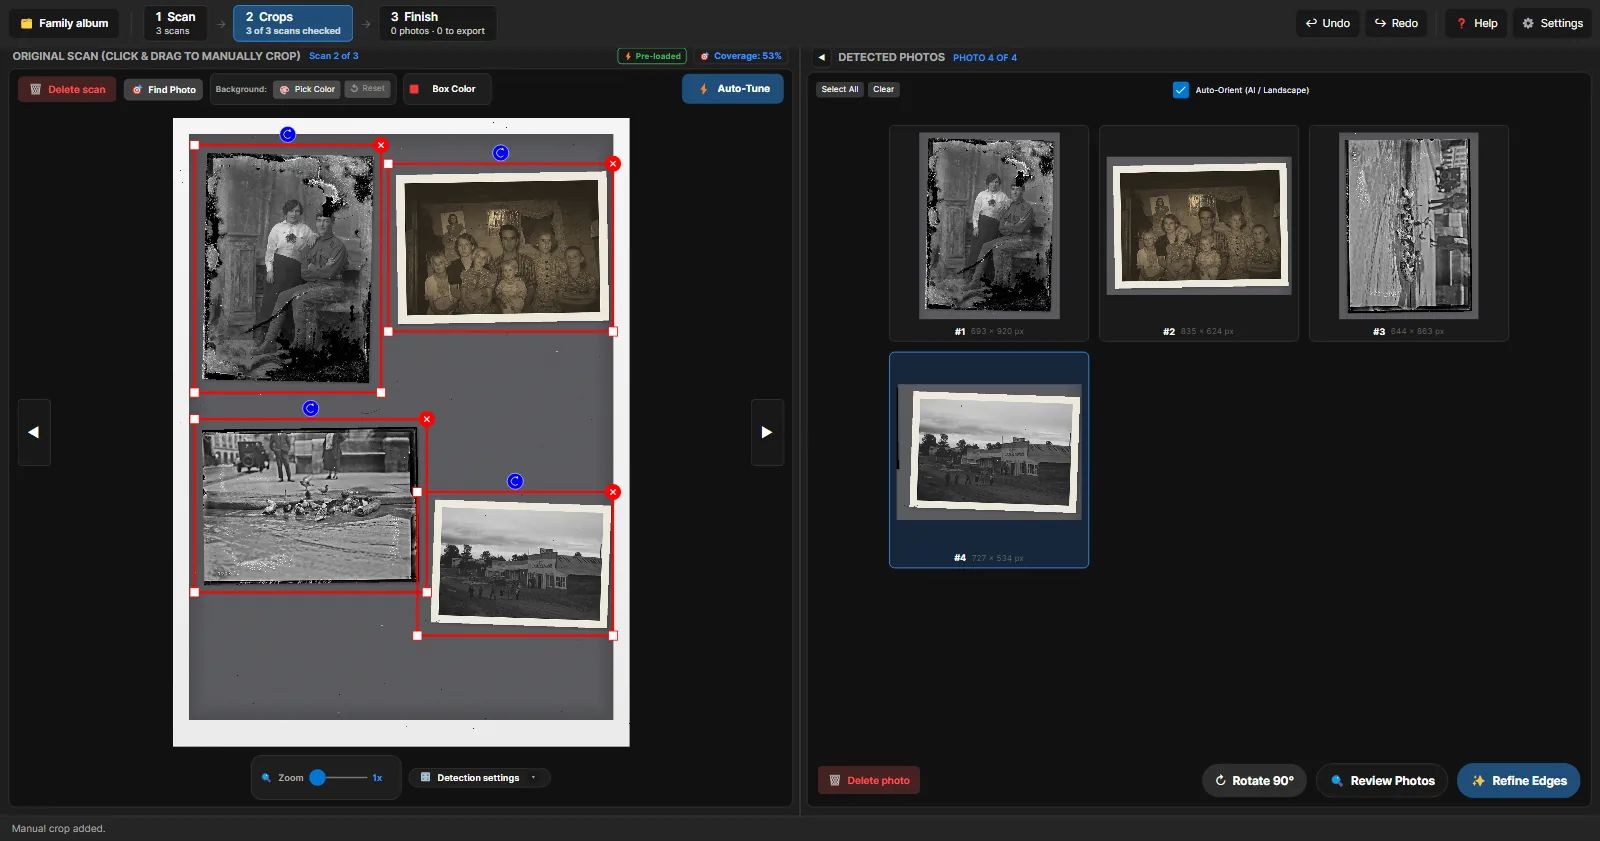 Family album
1 Scan
3 scans
2 Crops
3 of 3 scans checked
3 Finish
0 photos · 0 to export
Undo
Redo
Help
Settings
ORIGINAL SCAN (CLICK & DRAG TO MANUALLY CROP) Scan 2 of 3
Pre-loaded
Coverage: 53%
Delete scan
Find Photo
Background:
Pick Color
Reset
Box Color
Auto-Tune
Zoom
1x
Detection settings
DETECTED PHOTOS PHOTO 4 OF 4
Select All
Clear
Auto-Orient (AI / Landscape)
#1 693 × 920 px
#2 835 × 624 px
#3 644 × 863 px
#4 727 × 534 px
Delete photo
Rotate 90°
Review Photos
Refine Edges
Manual crop added.